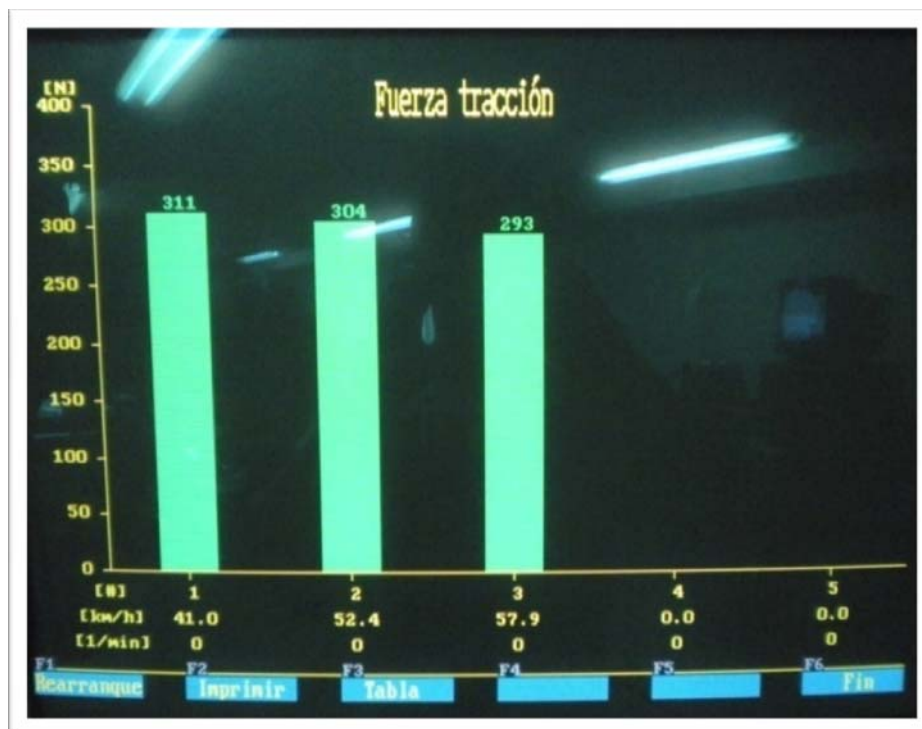 Fuerza tracción
[N]
400
350
300
250
200
150
100
50
0
311
304
293
[#] 1 2 3 4 5
[km/h] 41.0 52.4 57.9 0.0 0.0
[1/min] 0 0 0 0 0
F1 F2 F3 F4 F5 F6
Rearranque Imprimir Tabla Fin